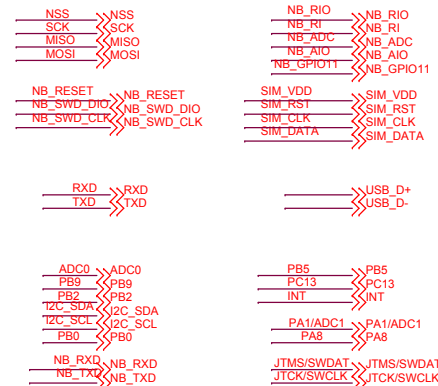 NSS NSS
SCK SCK
MISO MISO
MOSI MOSI
NB_RESET NB_RESET
NB_SWD_DIO NB_SWD_DIO
NB_SWD_CLK NB_SWD_CLK
RXD RXD
TXD TXD
ADC0 ADC0
PB9 PB9
PB2 PB2
I2C_SDA I2C_SDA
I2C_SCL I2C_SCL
PB0 PB0
NB_RXD NB_RXD
NB_TXD NB_TXD
NB_RIO NB_RIO
NB_RI NB_RI
NB_ADC NB_ADC
NB_AIO NB_AIO
NB_GPIO11 NB_GPIO11
SIM_VDD SIM_VDD
SIM_RST SIM_RST
SIM_CLK SIM_CLK
SIM_DATA SIM_DATA
USB_D+
USB_D-
PB5 PB5
PC13 PC13
INT INT
PA1/ADC1 PA1/ADC1
PA8 PA8
JTMS/SWDAT JTMS/SWDAT
JTCK/SWCLK JTCK/SWCLK